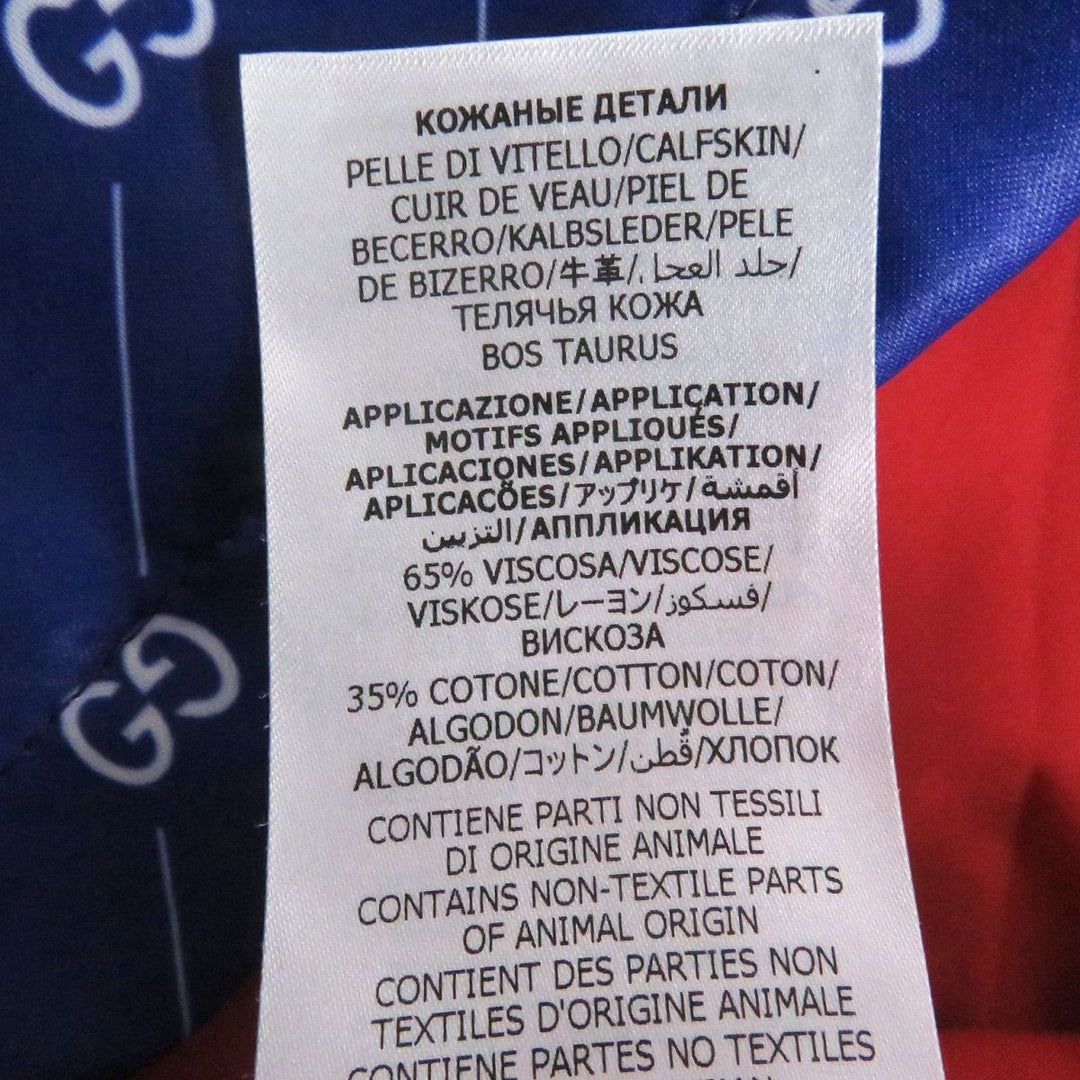 КОЖАНЫЕ ДЕТАЛИ
PELLE DI VITELLO/CALFSKIN/
CUIR DE VEAU/PIEL DE
BECERRO/KALBSLEDER/PELE
DE BIZERRO/牛革/
ТЕЛЯЧЬЯ КОЖА
BOS TAURUS
APPLICAZIONE/APPLICATION/
MOTIFS APPLIQUÉS/
APLICACIONES/APPLIKATION/
APLICACÕES/アップリケ/أقمشة
التزيين/АППЛИКАЦИЯ
65% VISCOSA/VISCOSE/
VISKOSE/レーヨン/فسكوز/
ВИСКОЗА
35% COTONE/COTTON/COTON/
ALGODON/BAUMWOLLE/
ALGODÃO/コットン/قُطن/ХЛОПОК
CONTIENE PARTI NON TESSILI
DI ORIGINE ANIMALE
CONTAINS NON-TEXTILE PARTS
OF ANIMAL ORIGIN
CONTIENT DES PARTIES NON
TEXTILES D'ORIGINE ANIMALE
CONTIENE PARTES NO TEXTILES